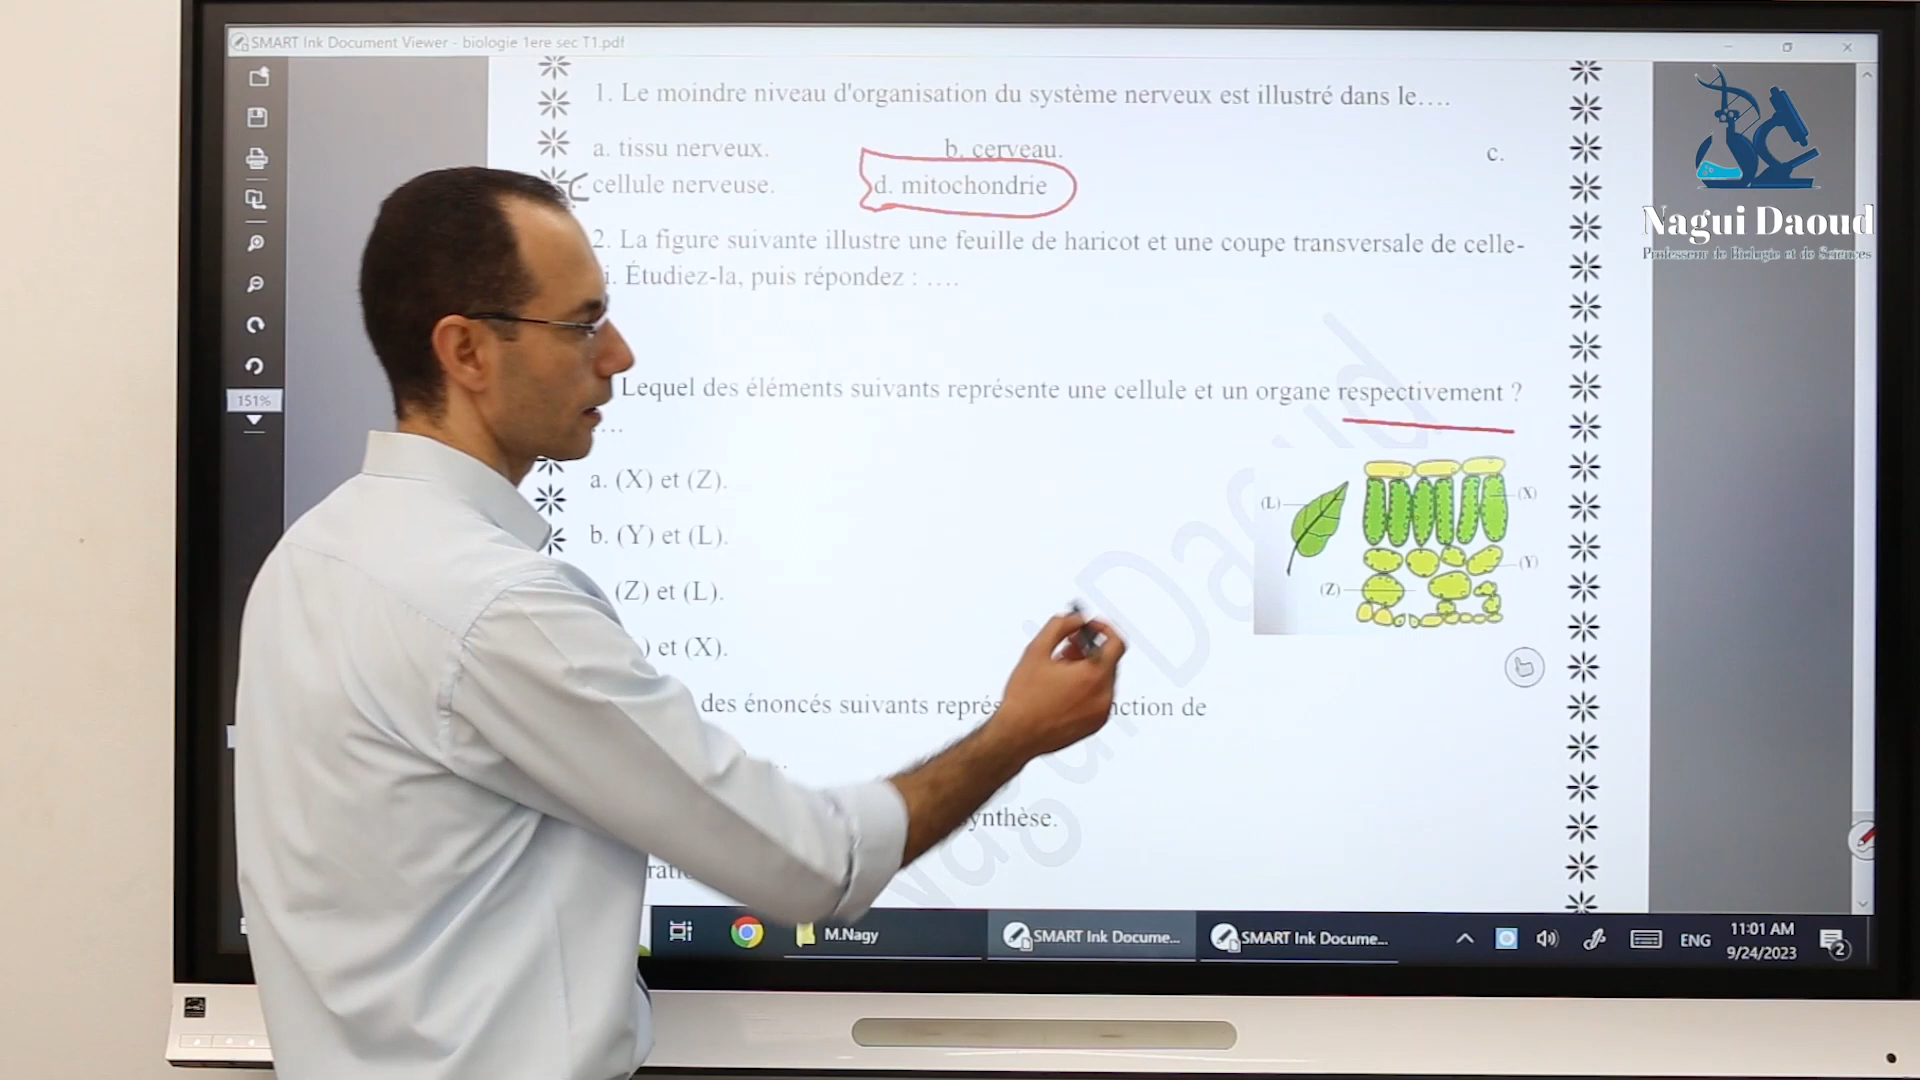 SMART Ink Document Viewer - biologie 1ere sec T1.pdf
1. Le moindre niveau d'organisation du système nerveux est illustré dans le....
a. tissu nerveux. b. cerveau. c.
cellule nerveuse. d. mitochondrie
2. La figure suivante illustre une feuille de haricot et une coupe transversale de celle-
i. Étudiez-la, puis répondez : ....
Lequel des éléments suivants représente une cellule et un organe respectivement ?
....
a. (X) et (Z).
b. (Y) et (L).
(Z) et (L).
) et (X).
(L)
(X)
(Y)
(Z)
des énoncés suivants
de
Nagui Daoud
Nagui Daoud
Professeur de Biologie et de Sciences
151%
M.Nagy
SMART Ink Docume...
SMART Ink Docume...
ENG
11:01 AM
9/24/2023
2